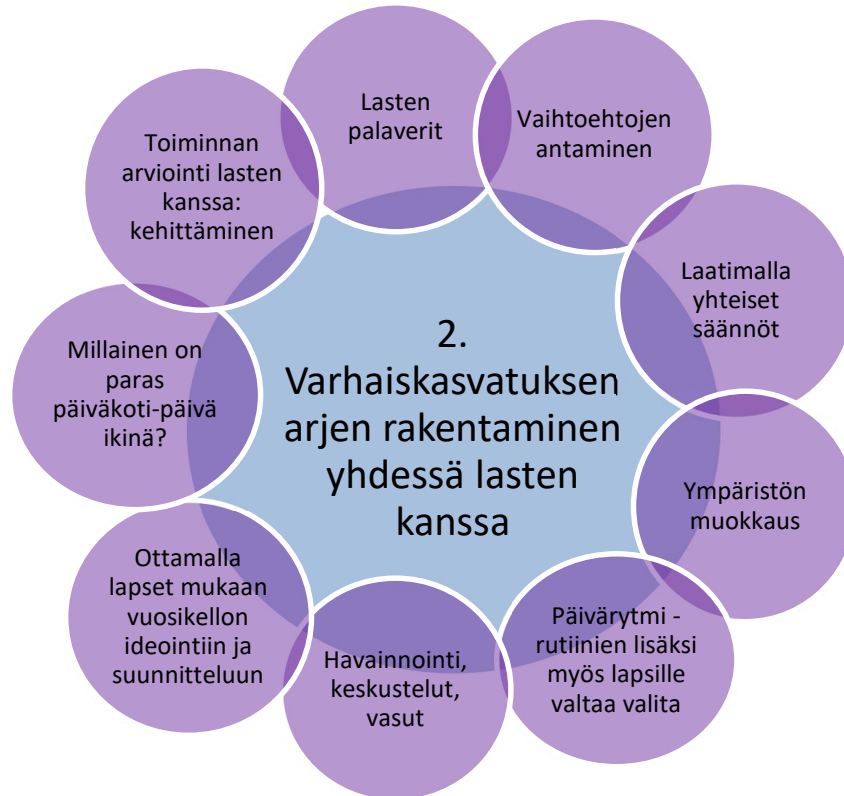 Lasten
palaverit
Vaihtoehtojen
antaminen
Laatimalla
yhteiset
säännöt
Ympäristön
muokkaus
Päivärytmi -
rutiinien lisäksi
myös lapsille
valtaa valita
Havainnointi,
keskustelut,
vasut
Ottamalla
lapset mukaan
vuosikellon
ideointiin ja
suunnitteluun
Millainen on
paras
päiväkoti-päivä
ikinä?
Toiminnan
arviointi lasten
kanssa:
kehittäminen
2.
Varhaiskasvatuksen
arjen rakentaminen
yhdessä lasten
kanssa